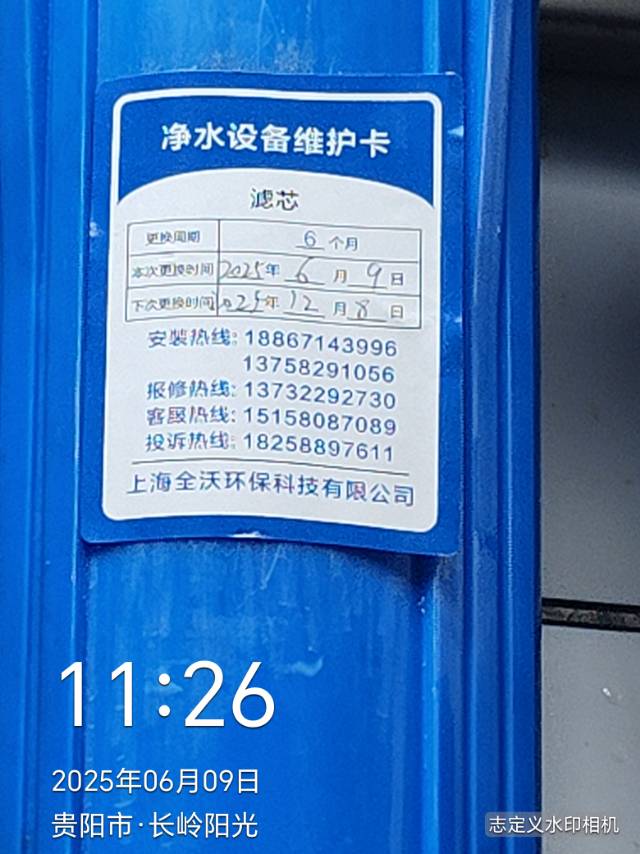 净水设备维护卡
滤芯
更换周期 6 个月
本次更换时间 2025年 6 月 9 日
下次更换时间 2025年 12 月 8 日
安装热线: 18867143996
13758291056
报修热线: 13732292730
客服热线: 15158087089
投诉热线: 18258897611
上海全沃环保科技有限公司
11:26
2025年06月09日
贵阳市·长岭阳光
志定义水印相机